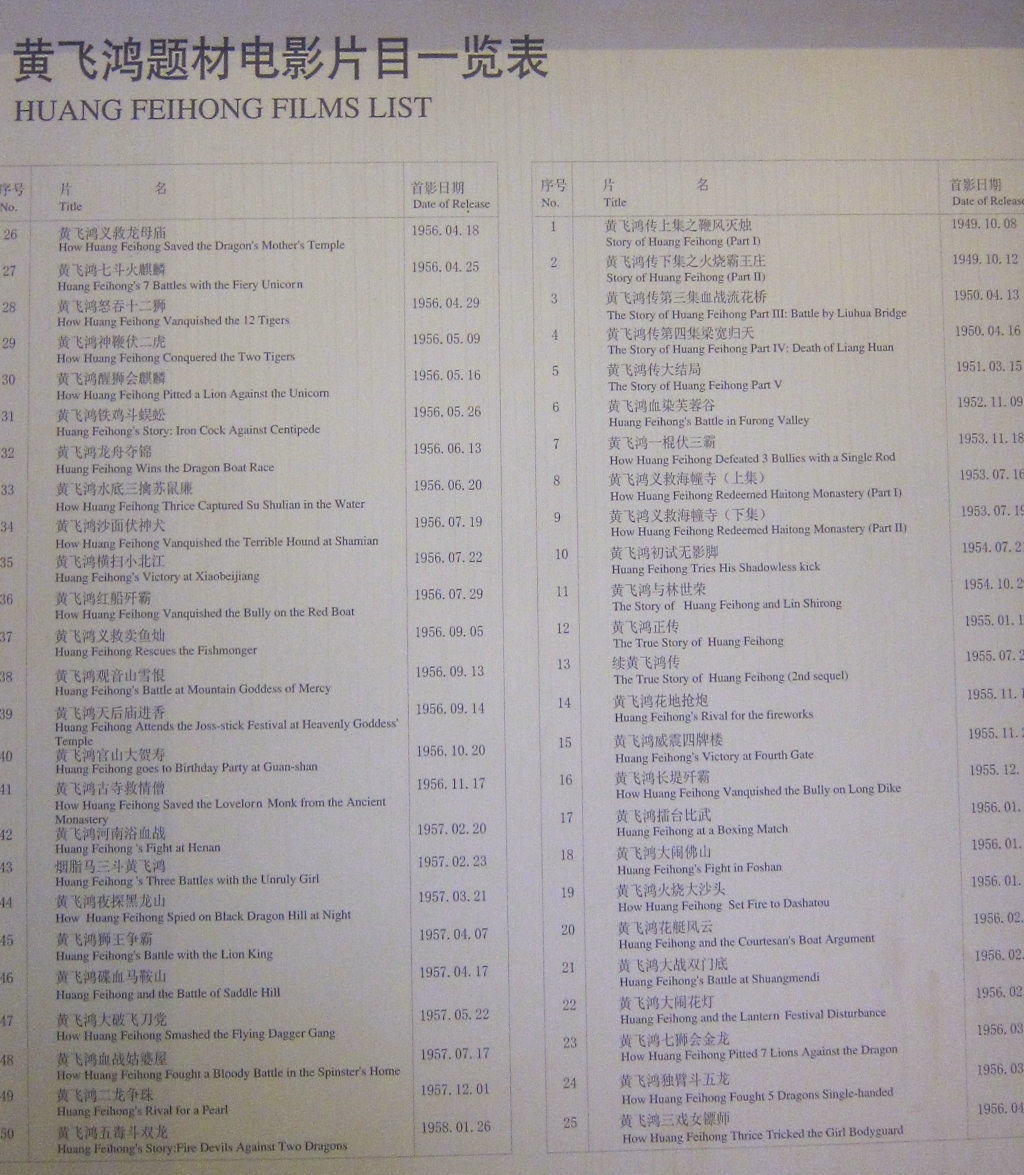 黄飞鸿题材电影片目一览表
HUANG FEIHONG FILMS LIST
序号 片 名 首影日期
No. Title Date of Release
26 黄飞鸿义救龙母庙 1956.04.18
How Huang Feihong Saved the Dragon's Mother's Temple
27 黄飞鸿七斗火麒麟 1956.04.25
Huang Feihong's 7 Battles with the Fiery Unicorn
28 黄飞鸿怒吞十二狮 1956.04.29
How Huang Feihong Vanquished the 12 Tigers
29 黄飞鸿神鞭伏二虎 1956.05.09
How Huang Feihong Conquered the Two Tigers
30 黄飞鸿醒狮会麒麟 1956.05.16
How Huang Feihong Pitted a Lion Against the Unicorn
31 黄飞鸿铁鸡斗蜈蚣 1956.05.26
Huang Feihong's Story: Iron Cock Against Centipede
32 黄飞鸿龙舟夺锦 1956.06.13
Huang Feihong Wins the Dragon Boat Race
33 黄飞鸿水底三擒苏鼠廉 1956.06.20
How Huang Feihong Thrice Captured Su Shulian in the Water
34 黄飞鸿沙面伏神犬 1956.07.19
How Huang Feihong Vanquished the Terrible Hound at Shamian
35 黄飞鸿横扫小北江 1956.07.22
Huang Feihong's Victory at Xiaobeijiang
36 黄飞鸿红船歼霸 1956.07.29
How Huang Feihong Vanquished the Bully on the Red Boat
37 黄飞鸿义救卖鱼灿 1956.09.05
Huang Feihong Rescues the Fishmonger
38 黄飞鸿观音山雪恨 1956.09.13
Huang Feihong's Battle at Mountain Goddess of Mercy
39 黄飞鸿天后庙进香 1956.09.14
Huang Feihong Attends the Joss-stick Festival at Heavenly Goddess'
Temple
40 黄飞鸿官山大贺寿 1956.10.20
Huang Feihong goes to Birthday Party at Guan-shan
41 黄飞鸿古寺救情僧 1956.11.17
How Huang Feihong Saved the Lovelorn Monk from the Ancient
Monastery
42 黄飞鸿河南浴血战 1957.02.20
Huang Feihong 's Fight at Henan
43 烟脂马三斗黄飞鸿 1957.02.23
Huang Feihong 's Three Battles with the Unruly Girl
44 黄飞鸿夜探黑龙山 1957.03.21
How Huang Feihong Spied on Black Dragon Hill at Night
45 黄飞鸿狮王争霸 1957.04.07
Huang Feihong's Battle with the Lion King
46 黄飞鸿碟血马鞍山 1957.04.17
Huang Feihong and the Battle of Saddle Hill
47 黄飞鸿大破飞刀党 1957.05.22
How Huang Feihong Smashed the Flying Dagger Gang
48 黄飞鸿血战姑婆屋 1957.07.17
How Huang Feihong Fought a Bloody Battle in the Spinster's Home
49 黄飞鸿二龙争珠 1957.12.01
Huang Feihong's Rival for a Pearl
50 黄飞鸿五毒斗双龙 1958.01.26
Huang Feihong's Story:Fire Devils Against Two Dragons
序号 片 名 首影日期
No. Title Date of Release
1 黄飞鸿传上集之鞭风灭烛 1949.10.08
Story of Huang Feihong (Part I)
2 黄飞鸿传下集之火烧霸王庄 1949.10.12
Story of Huang Feihong (Part II)
3 黄飞鸿传第三集血战流花桥 1950.04.13
The Story of Huang Feihong Part III: Battle by Liuhua Bridge
4 黄飞鸿传第四集梁宽归天 1950.04.16
The Story of Huang Feihong Part IV: Death of Liang Huan
5 黄飞鸿传大结局 1951.03.15
The Story of Huang Feihong Part V
6 黄飞鸿血染芙蓉谷 1952.11.09
Huang Feihong's Battle in Furong Valley
7 黄飞鸿一棍伏三霸 1953.11.18
How Huang Feihong Defeated 3 Bullies with a Single Rod
8 黄飞鸿义救海幢寺（上集） 1953.07.16
How Huang Feihong Redeemed Haitong Monastery (Part I)
9 黄飞鸿义救海幢寺（下集） 1953.07.19
How Huang Feihong Redeemed Haitong Monastery (Part II)
10 黄飞鸿初试无影脚 1954.07.2
Huang Feihong Tries His Shadowless kick
11 黄飞鸿与林世荣 1954.10.2
The Story of Huang Feihong and Lin Shirong
12 黄飞鸿正传 1955.01.1
The True Story of Huang Feihong
13 续黄飞鸿传 1955.07.2
The True Story of Huang Feihong (2nd sequel)
14 黄飞鸿花地抢炮 1955.11.1
Huang Feihong's Rival for the fireworks
15 黄飞鸿威震四牌楼 1955.11.2
Huang Feihong's Victory at Fourth Gate
16 黄飞鸿长堤歼霸 1955.12.
How Huang Feihong Vanquished the Bully on Long Dike
17 黄飞鸿擂台比武 1956.01.
Huang Feihong at a Boxing Match
18 黄飞鸿大闹佛山 1956.01.
Huang Feihong's Fight in Foshan
19 黄飞鸿火烧大沙头 1956.01.
How Huang Feihong Set Fire to Dashatou
20 黄飞鸿花艇风云 1956.02.
Huang Feihong and the Courtesan's Boat Argument
21 黄飞鸿大战双门底 1956.02.
Huang Feihong's Battle at Shuangmendi
22 黄飞鸿大闹花灯 1956.02
Huang Feihong and the Lantern Festival Disturbance
23 黄飞鸿七狮会金龙 1956.03
How Huang Feihong Pitted 7 Lions Against the Dragon
24 黄飞鸿独臂斗五龙 1956.03
How Huang Feihong Fought 5 Dragons Single-handed
25 黄飞鸿三戏女镖师 1956.04
How Huang Feihong Thrice Tricked the Girl Bodyguard